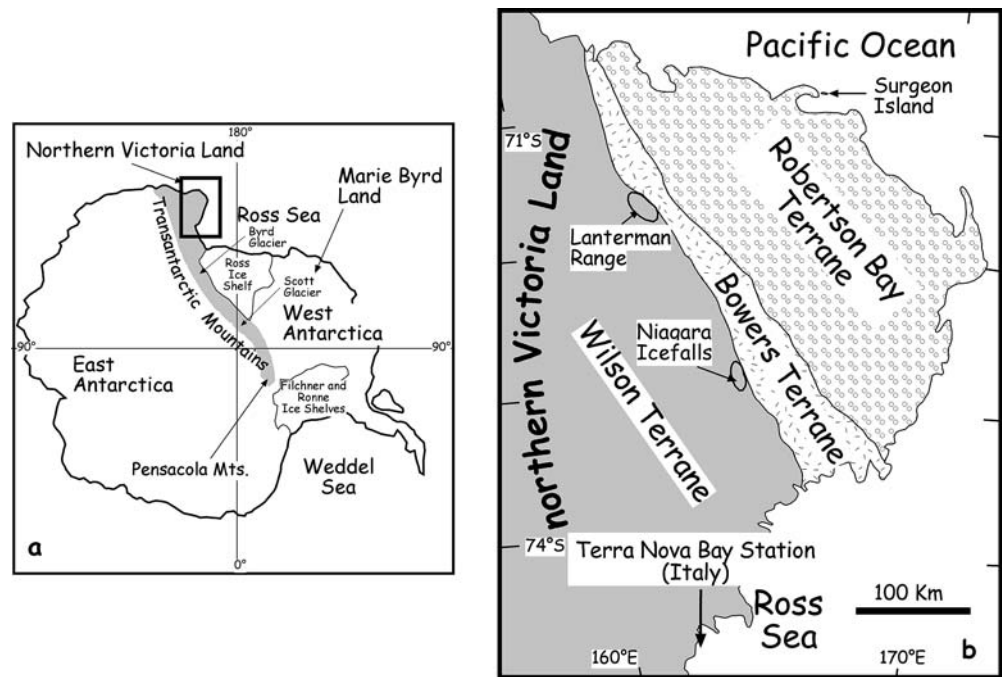 180°
Northern Victoria Land
Marie Byrd
Land
Ross Sea
Byrd
Glacier
Ross
Ice
Shelf
Scott
Glacier
Transantarctic Mountains
West
Antarctica
90°
90°
East
Antarctica
Filchner and
Ronne
Ice Shelves
Pensacola Mts.
Weddel
Sea
a
0°
Pacific Ocean
Surgeon
Island
71°S
northern Victoria Land
Robertson Bay
Terrane
Lanterman
Range
Bowers Terrane
Niagara
Icefalls
Wilson Terrane
74°S
Terra Nova Bay Station
(Italy)
Ross
Sea
100 Km
160°E
170°E
b